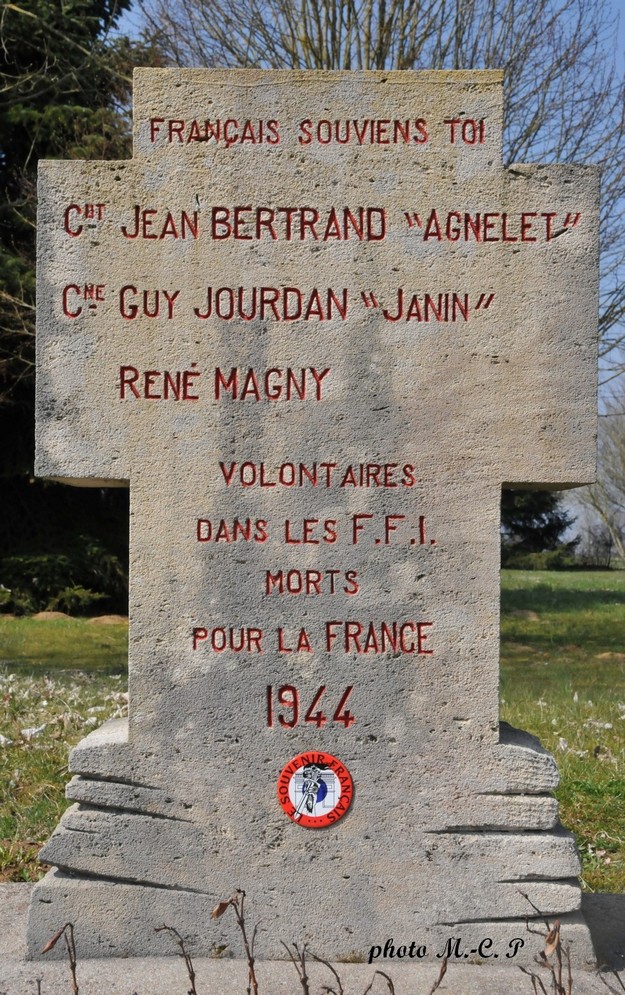 FRANÇAIS SOUVIENS TOI
CDT JEAN BERTRAND "AGNELET"
CNE GUY JOURDAN "JANIN"
RENÉ MAGNY
VOLONTAIRES
DANS LES F.F.I.
MORTS
POUR LA FRANCE
1944
LE SOUVENIR FRANÇAIS ...
photo M.-C. P